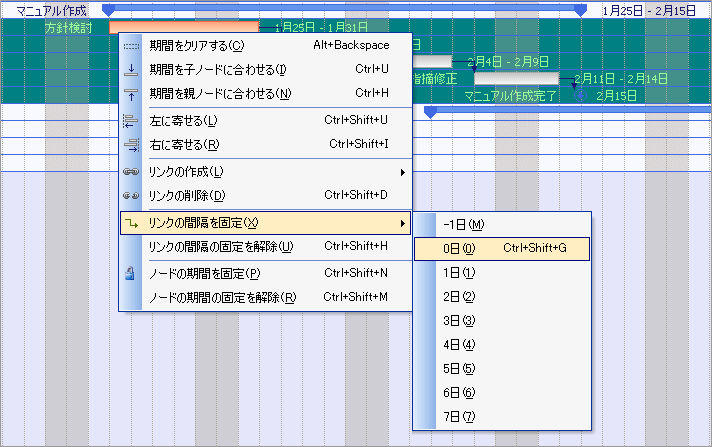 マニュアル作成 1月25日 - 2月15日
方針検討 1月25日 - 1月31日
日
2月4日 - 2月9日
指摘修正 2月11日 - 2月14日
マニュアル作成完了 2月15日
期間をクリアする(C) Alt+Backspace
期間を子ノードに合わせる(I) Ctrl+U
期間を親ノードに合わせる(N) Ctrl+H
左に寄せる(L) Ctrl+Shift+U
右に寄せる(R) Ctrl+Shift+I
リンクの作成(L)
リンクの削除(D) Ctrl+Shift+D
リンクの間隔を固定(X)
リンクの間隔の固定を解除(U) Ctrl+Shift+H
ノードの期間を固定(P) Ctrl+Shift+N
ノードの期間の固定を解除(R) Ctrl+Shift+M
-1日(M)
0日(0) Ctrl+Shift+G
1日(1)
2日(2)
3日(3)
4日(4)
5日(5)
6日(6)
7日(7)